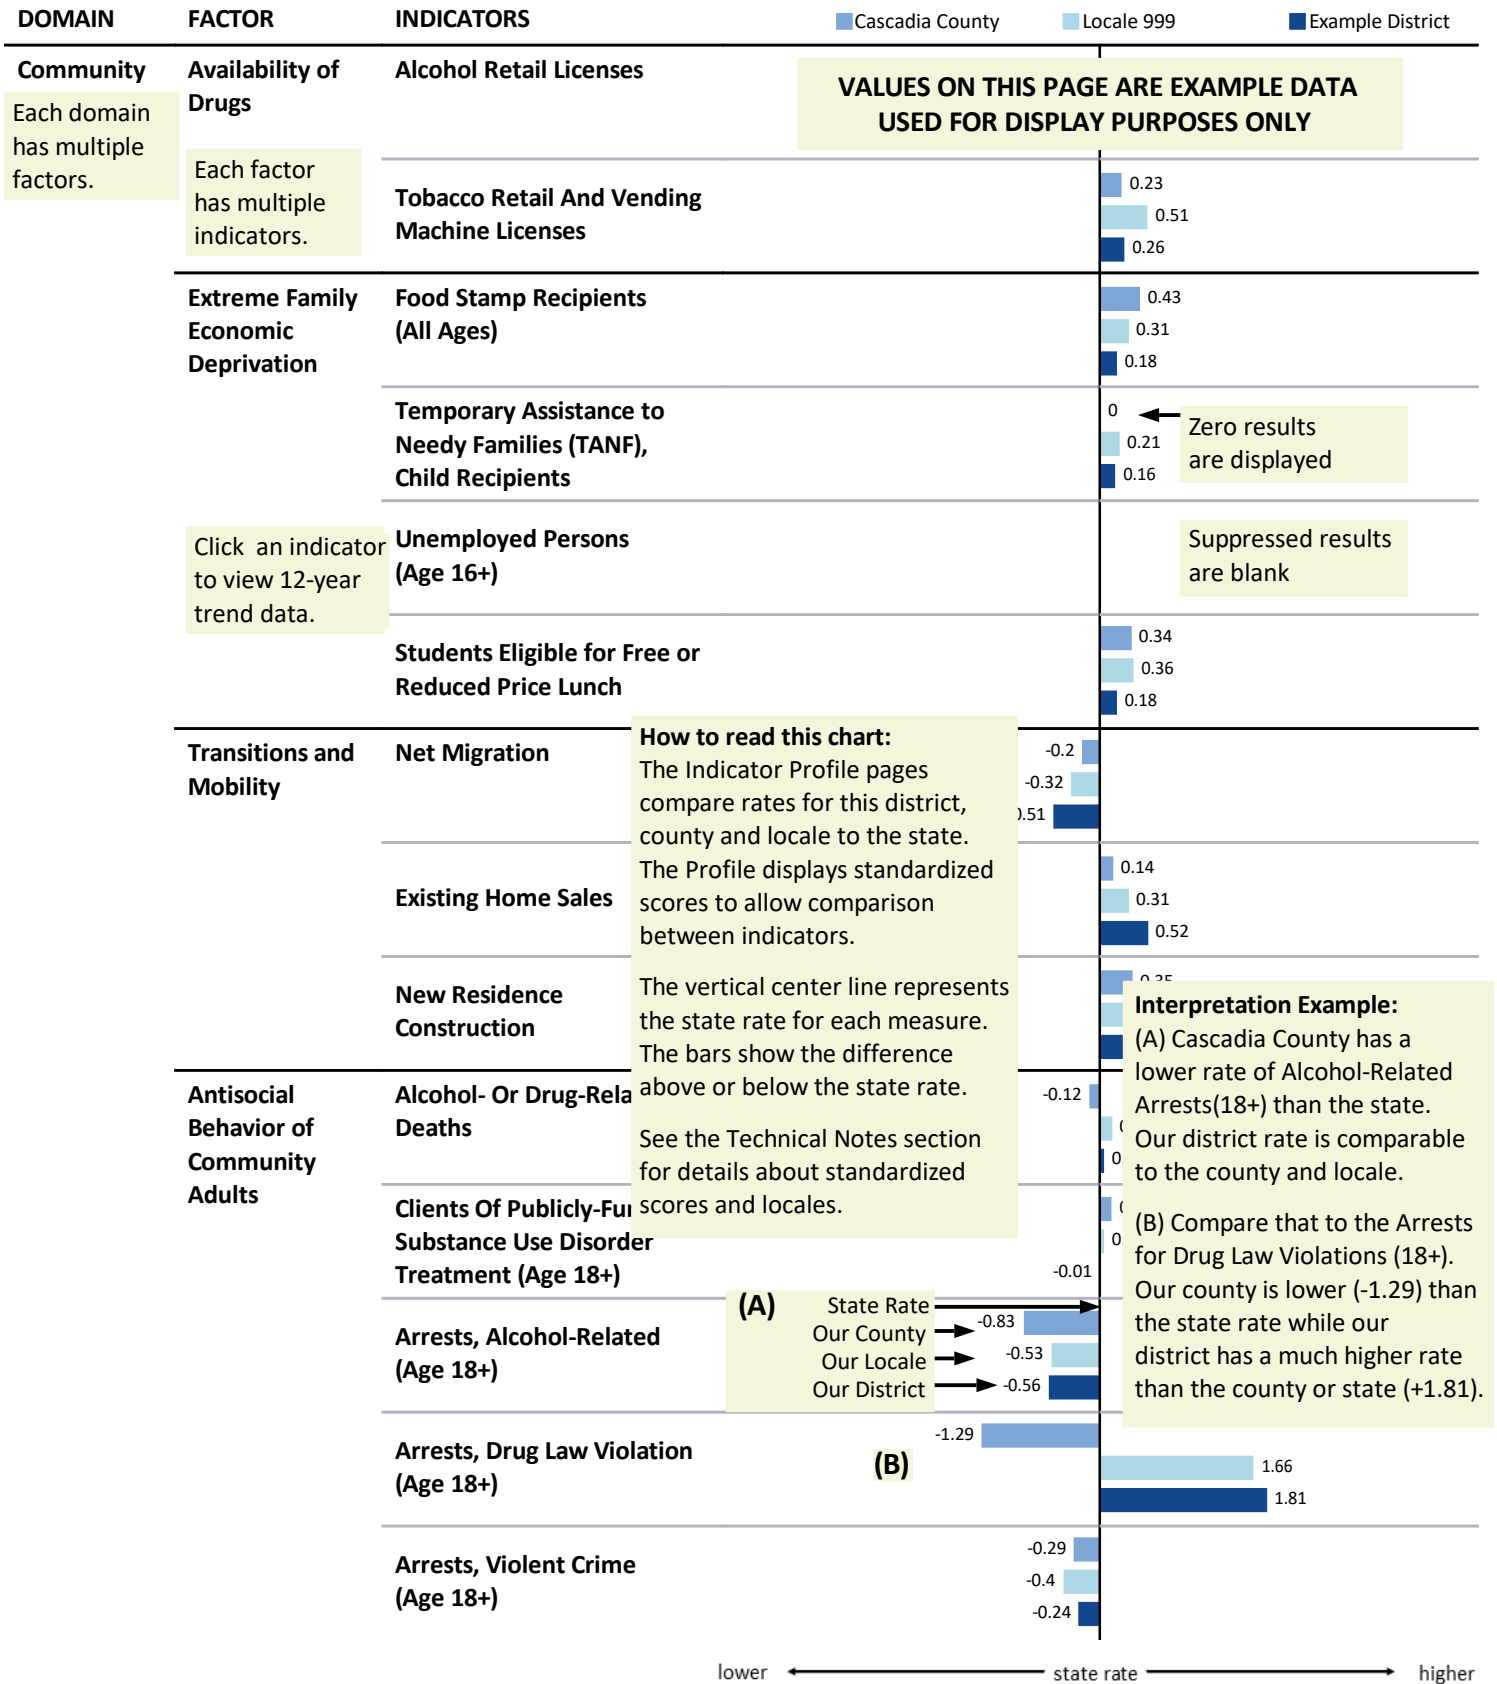 DOMAIN FACTOR INDICATORS Cascadia County Locale 999 Example District
Community
Each domain
has multiple
factors.
Availability of
Drugs
Each factor
has multiple
indicators.
Alcohol Retail Licenses
VALUES ON THIS PAGE ARE EXAMPLE DATA
USED FOR DISPLAY PURPOSES ONLY
Tobacco Retail And Vending
Machine Licenses
0.23
0.51
0.26
Extreme Family
Economic
Deprivation
Food Stamp Recipients
(All Ages)
0.43
0.31
0.18
Temporary Assistance to
Needy Families (TANF),
Child Recipients
0
0.21
0.16
Zero results
are displayed
Click an indicator
to view 12-year
trend data.
Unemployed Persons
(Age 16+)
Suppressed results
are blank
Students Eligible for Free or
Reduced Price Lunch
0.34
0.36
0.18
Transitions and
Mobility
Net Migration
-0.2
-0.32
.51
How to read this chart:
The Indicator Profile pages
compare rates for this district,
county and locale to the state.
The Profile displays standardized
scores to allow comparison
between indicators.
The vertical center line represents
the state rate for each measure.
The bars show the difference
above or below the state rate.
See the Technical Notes section
for details about standardized
scores and locales.
Existing Home Sales
0.14
0.31
0.52
New Residence
Construction
Interpretation Example:
(A) Cascadia County has a
lower rate of Alcohol-Related
Arrests(18+) than the state.
Our district rate is comparable
to the county and locale.
(B) Compare that to the Arrests
for Drug Law Violations (18+).
Our county is lower (-1.29) than
the state rate while our
district has a much higher rate
than the county or state (+1.81).
Antisocial
Behavior of
Community
Adults
Alcohol- Or Drug-Rela
Deaths
-0.12
Clients Of Publicly-Fu
Substance Use Disorder
Treatment (Age 18+)
-0.01
Arrests, Alcohol-Related
(Age 18+)
(A) State Rate
Our County -0.83
Our Locale -0.53
Our District -0.56
Arrests, Drug Law Violation
(Age 18+)
(B)
-1.29
1.66
1.81
Arrests, Violent Crime
(Age 18+)
-0.29
-0.4
-0.24
lower state rate higher